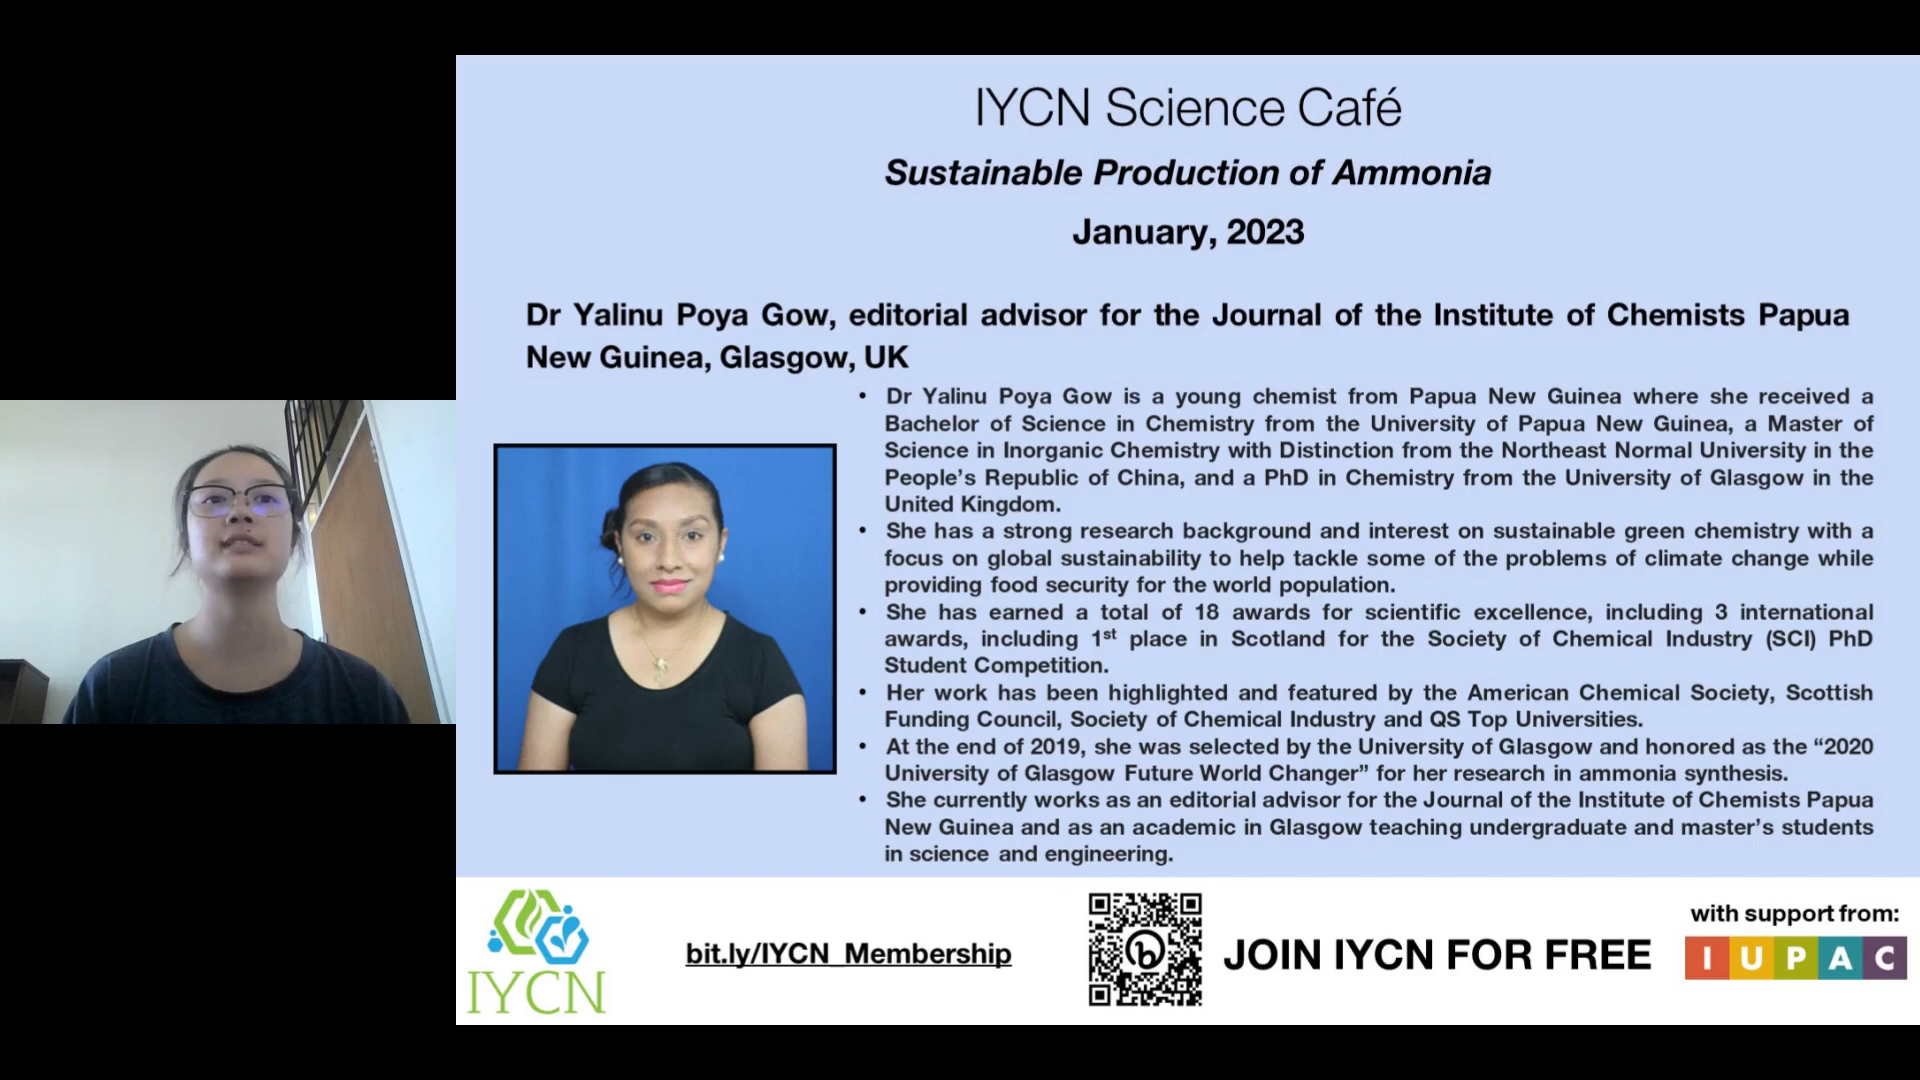 IYCN Science Café
Sustainable Production of Ammonia
January, 2023
Dr Yalinu Poya Gow, editorial advisor for the Journal of the Institute of Chemists Papua
New Guinea, Glasgow, UK
• Dr Yalinu Poya Gow is a young chemist from Papua New Guinea where she received a
Bachelor of Science in Chemistry from the University of Papua New Guinea, a Master of
Science in Inorganic Chemistry with Distinction from the Northeast Normal University in the
People’s Republic of China, and a PhD in Chemistry from the University of Glasgow in the
United Kingdom.
• She has a strong research background and interest on sustainable green chemistry with a
focus on global sustainability to help tackle some of the problems of climate change while
providing food security for the world population.
• She has earned a total of 18 awards for scientific excellence, including 3 international
awards, including 1st place in Scotland for the Society of Chemical Industry (SCI) PhD
Student Competition.
• Her work has been highlighted and featured by the American Chemical Society, Scottish
Funding Council, Society of Chemical Industry and QS Top Universities.
• At the end of 2019, she was selected by the University of Glasgow and honored as the “2020
University of Glasgow Future World Changer” for her research in ammonia synthesis.
• She currently works as an editorial advisor for the Journal of the Institute of Chemists Papua
New Guinea and as an academic in Glasgow teaching undergraduate and master’s students
in science and engineering.
IYCN
bit.ly/IYCN_Membership
JOIN IYCN FOR FREE
with support from:
IUPAC